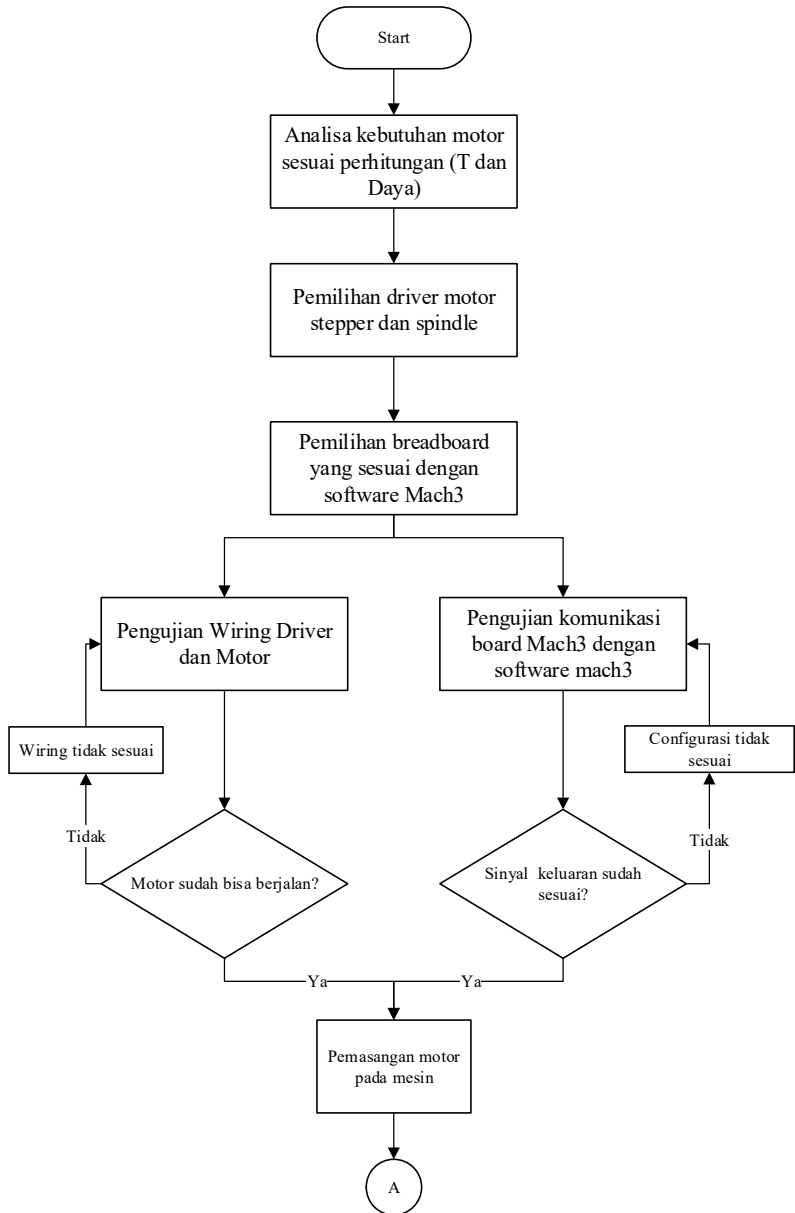 Start
Analisa kebutuhan motor
sesuai perhitungan (T dan
Daya)
Pemilihan driver motor
stepper dan spindle
Pemilihan breadboard
yang sesuai dengan
software Mach3
Pengujian Wiring Driver
dan Motor
Pengujian komunikasi
board Mach3 dengan
software mach3
Wiring tidak sesuai
Configurasi tidak
sesuai
Tidak
Tidak
Motor sudah bisa berjalan?
Sinyal keluaran sudah
sesuai?
Ya
Ya
Pemasangan motor
pada mesin
A